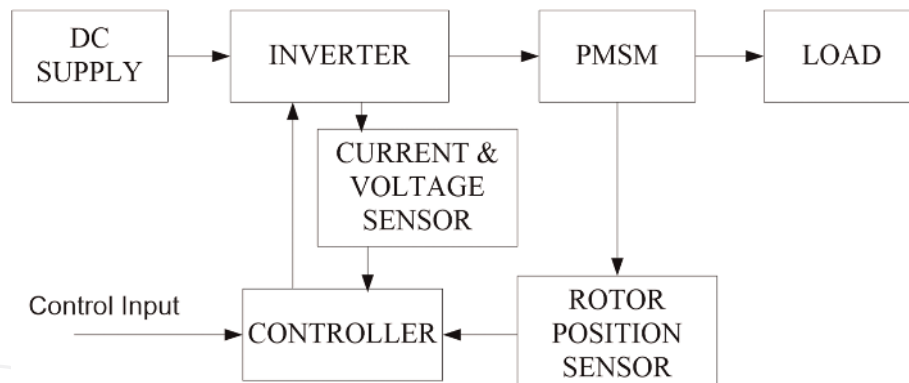 DC
SUPPLY
INVERTER
PMSM
LOAD
CURRENT &
VOLTAGE
SENSOR
Control Input
CONTROLLER
ROTOR
POSITION
SENSOR